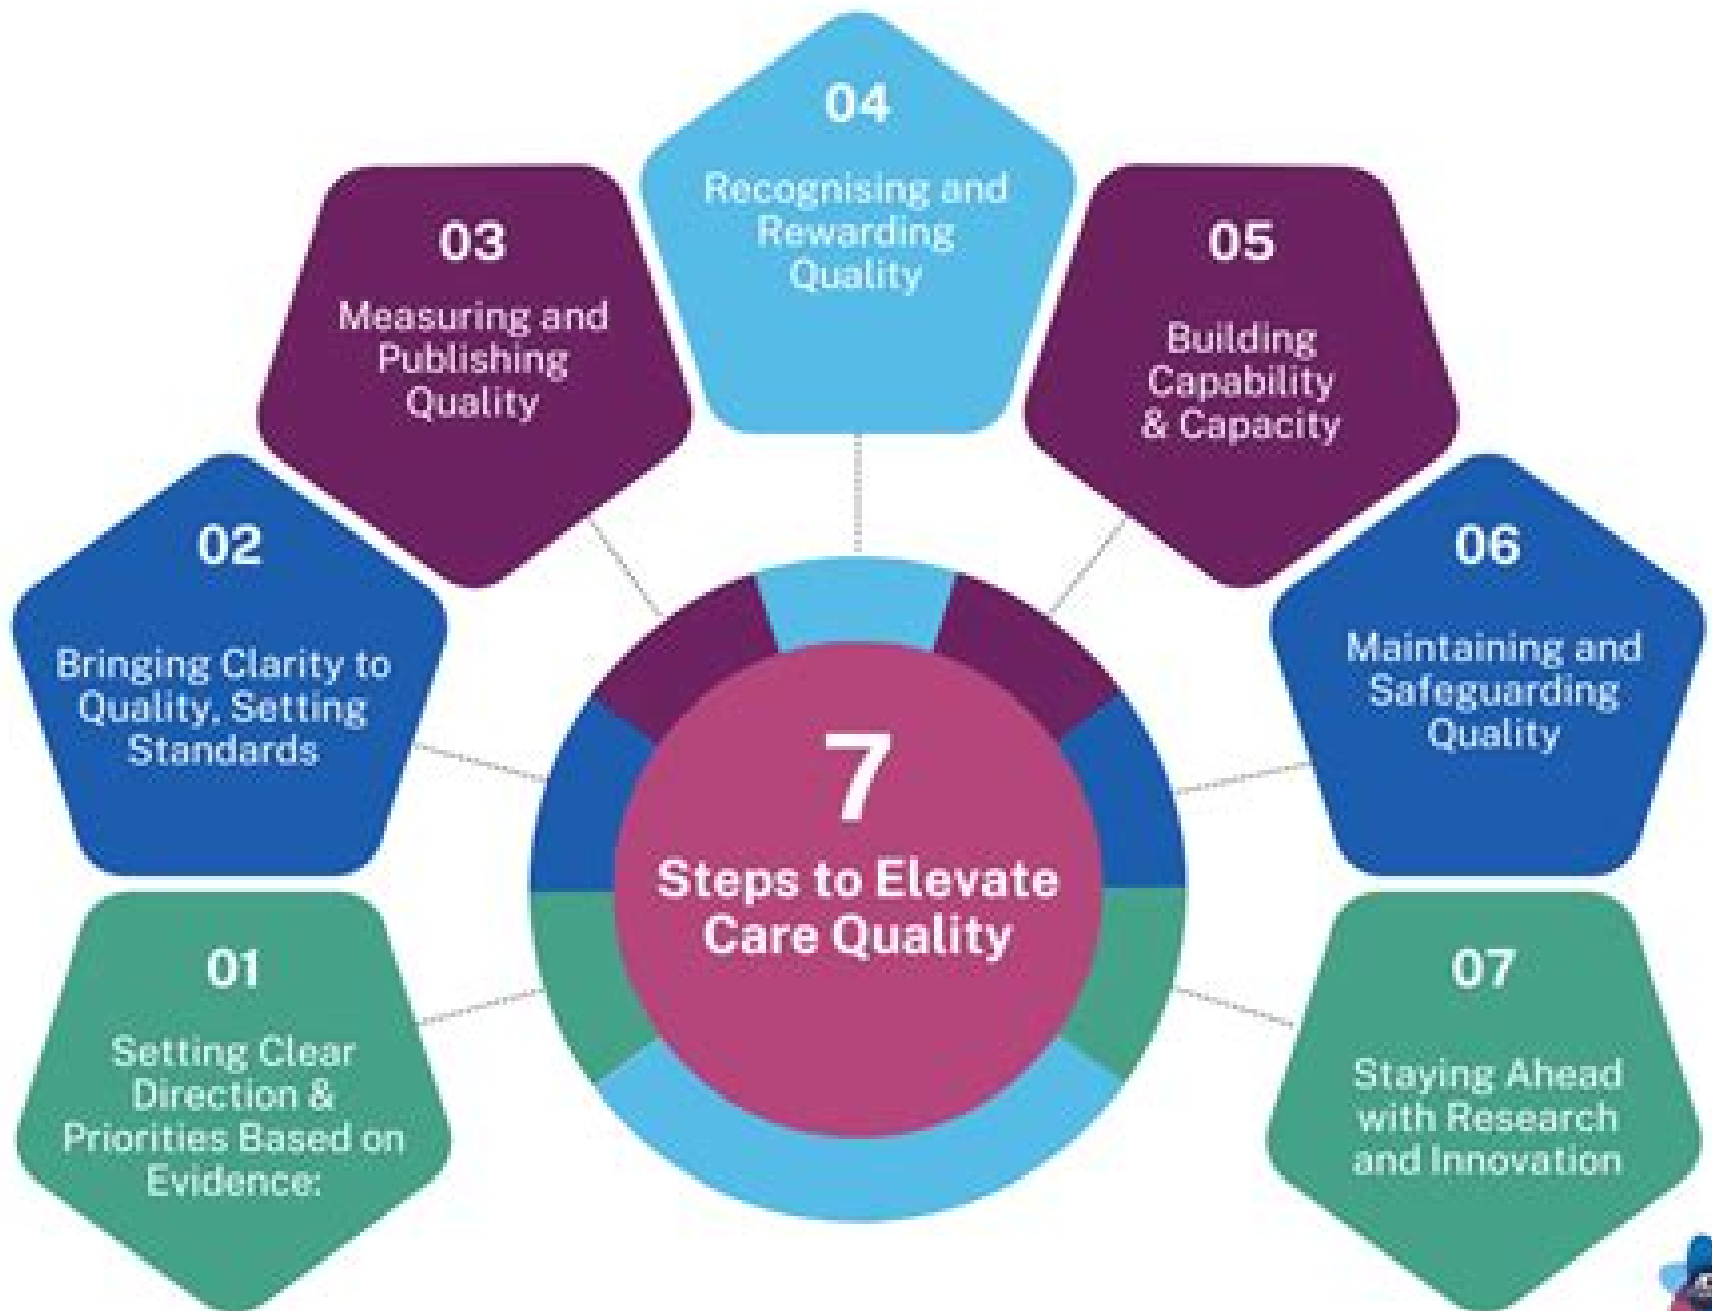 04
Recognising and
Rewarding
Quality
03
Measuring and
Publishing
Quality
05
Building
Capability
& Capacity
02
Bringing Clarity to
Quality, Setting
Standards
06
Maintaining and
Safeguarding
Quality
7
Steps to Elevate
Care Quality
01
Setting Clear
Direction &
Priorities Based on
Evidence:
07
Staying Ahead
with Research
and Innovation